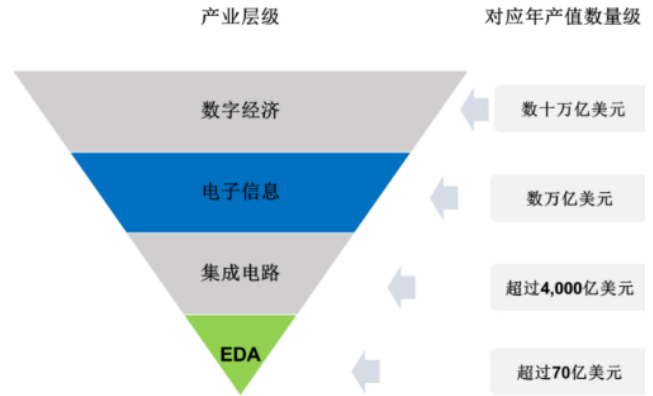 产业层级 对应年产值数量级
数字经济 数十万亿美元
电子信息 数万亿美元
集成电路 超过4,000亿美元
EDA 超过70亿美元